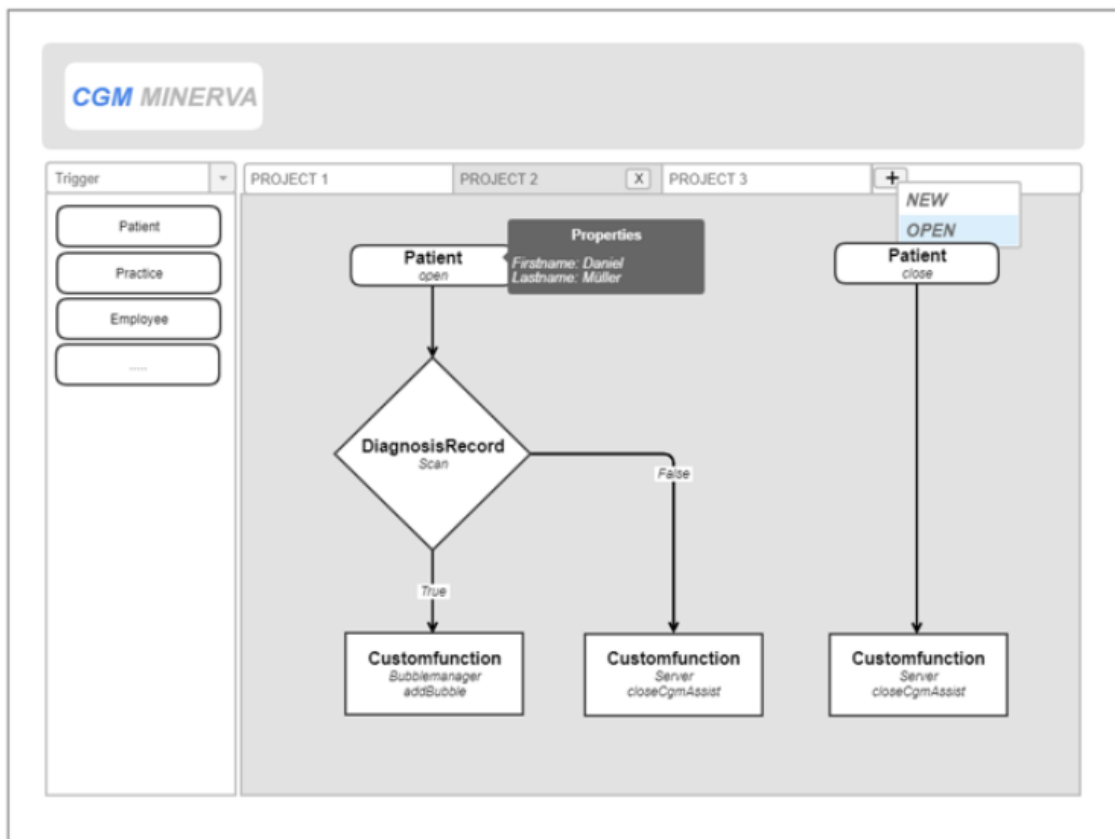 CGM MINERVA
Trigger
PROJECT 1
PROJECT 2
X
PROJECT 3
+
NEW
OPEN
Patient
Practice
Employee
.....
Patient
open
Properties
Firstname: Daniel
Lastname: Müller
Patient
close
DiagnosisRecord
Scan
False
True
Customfunction
Bubblemanager
addBubble
Customfunction
Server
closeCgmAssist
Customfunction
Server
closeCgmAssist